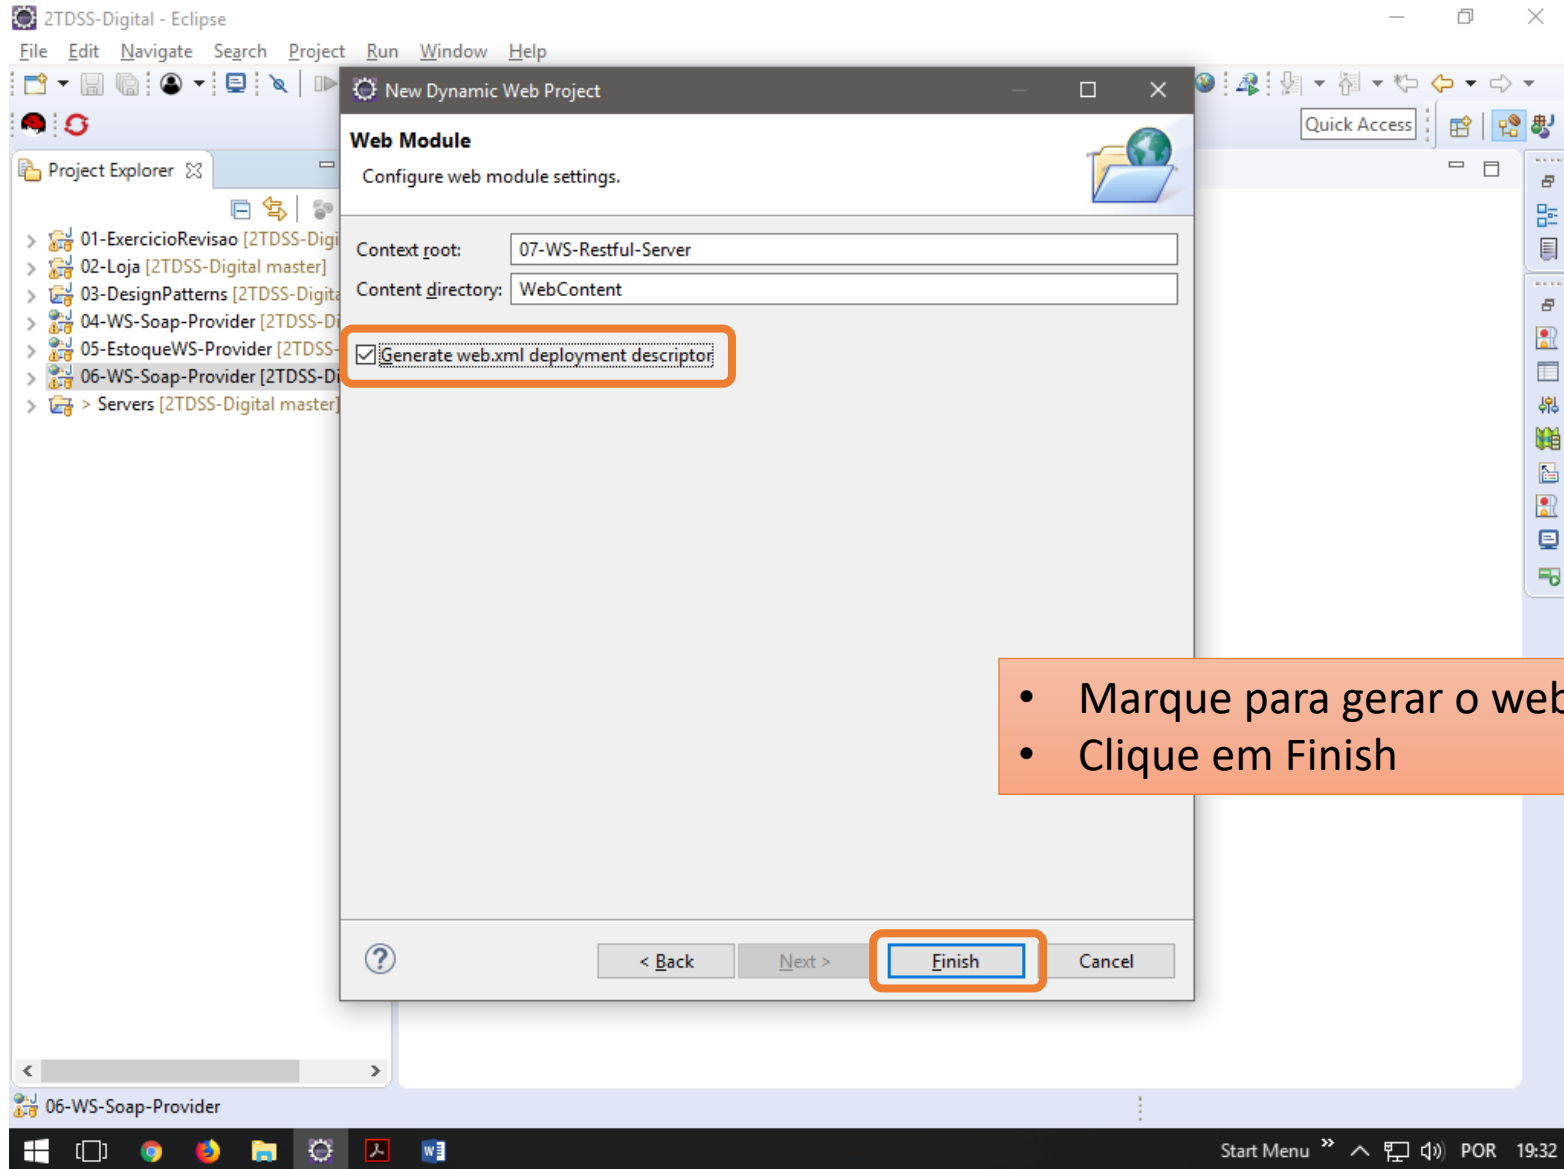 2TDSS-Digital - Eclipse
File Edit Navigate Search Project Run Window Help
New Dynamic Web Project
Quick Access
Web Module
Configure web module settings.
Project Explorer
01-ExercicioRevisao [2TDSS-Digi
02-Loja [2TDSS-Digital master]
03-DesignPatterns [2TDSS-Digita
04-WS-Soap-Provider [2TDSS-Di
05-EstoqueWS-Provider [2TDSS-
06-WS-Soap-Provider [2TDSS-Di
> Servers [2TDSS-Digital master]
Context root: 07-WS-Restful-Server
Content directory: WebContent
Generate web.xml deployment descriptor
• Marque para gerar o web
• Clique em Finish
< Back Next > Finish Cancel
06-WS-Soap-Provider
Start Menu » POR 19:32